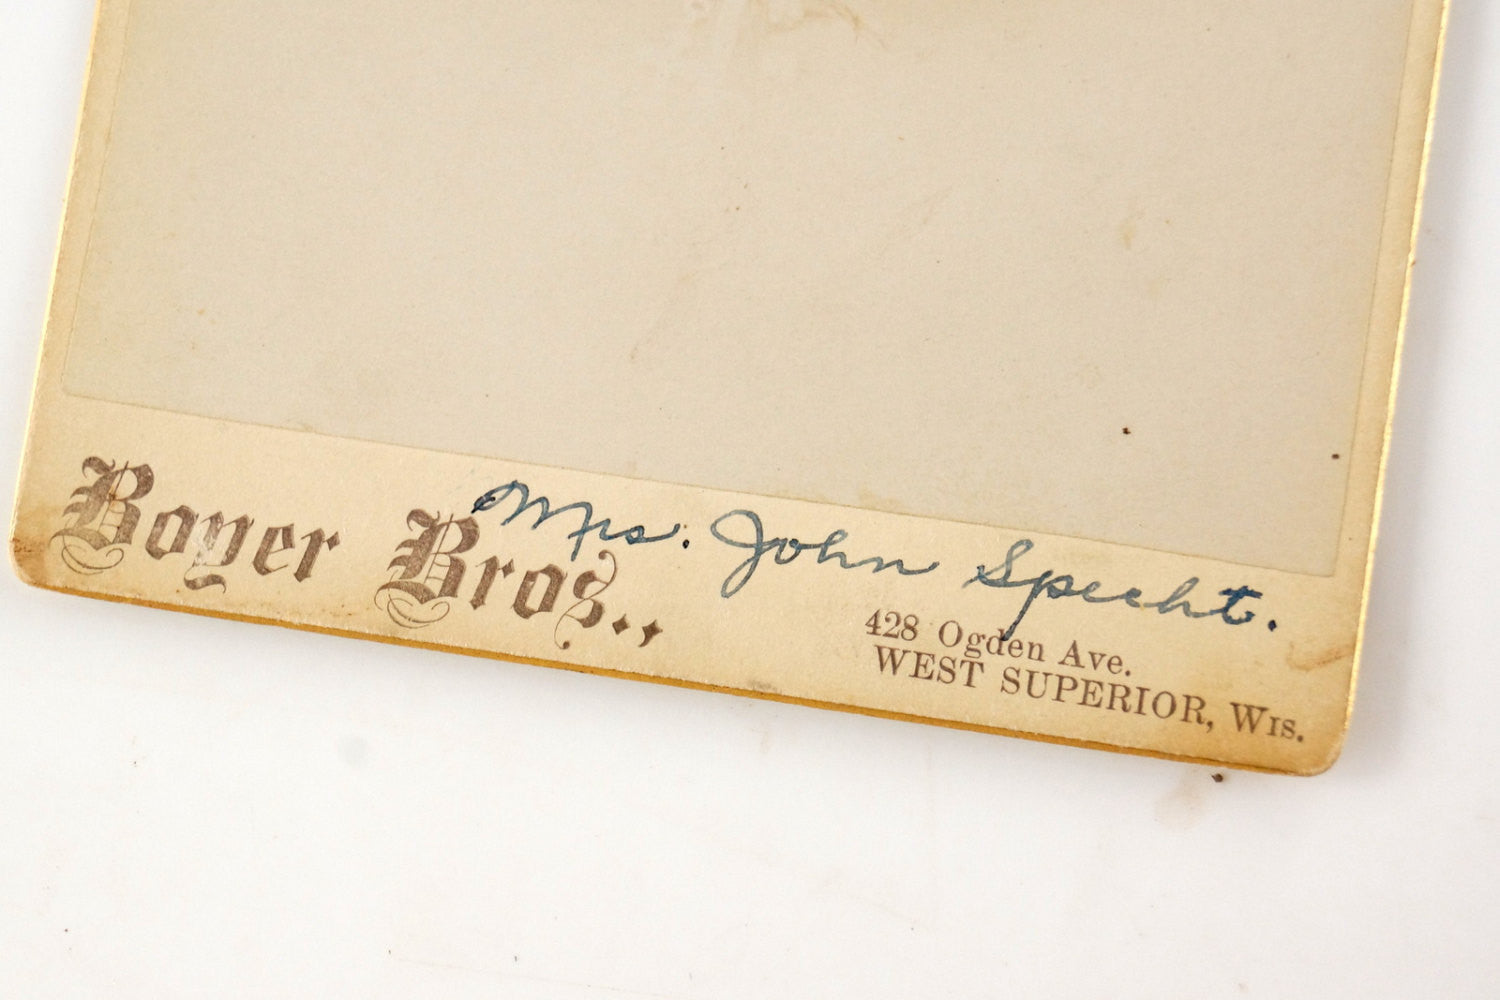 Boyer Bros.,
Mrs. John Specht.
428 Ogden Ave.
WEST SUPERIOR, WIS.